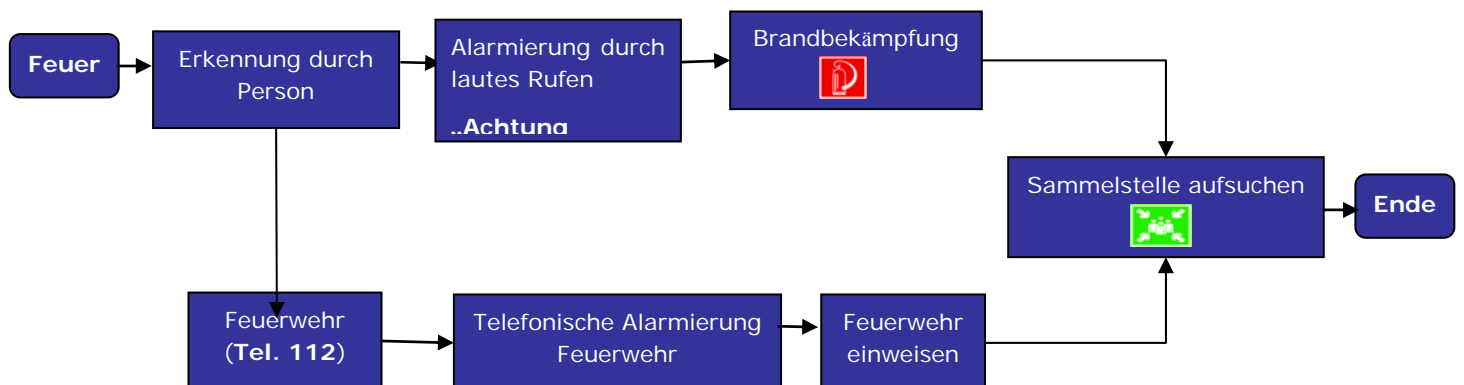 Feuer
Erkennung durch
Person
Alarmierung durch
lautes Rufen
„Achtung
Brandbekämpfung
Sammelstelle aufsuchen
Ende
Feuerwehr
(Tel. 112)
Telefonische Alarmierung
Feuerwehr
Feuerwehr
einweisen